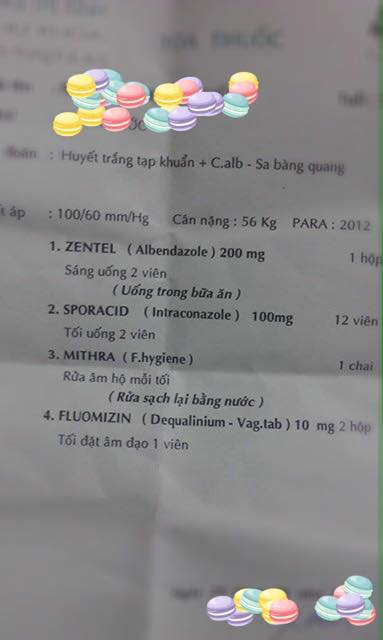 TOA THUỐC
đoán : Huyết trắng tạp khuẩn + C.alb - Sa bàng quang
áp : 100/60 mm/Hg Cân nặng : 56 Kg PARA : 2012
1. ZENTEL ( Albendazole ) 200 mg 1 hộp
Sáng uống 2 viên
( Uống trong bữa ăn )
2. SPORACID ( Intraconazole ) 100mg 12 viên
Tối uống 2 viên
3. MITHRA ( F.hygiene ) 1 chai
Rửa âm hộ mỗi tối
( Rửa sạch lại bằng nước )
4. FLUOMIZIN ( Dequalinium - Vag.tab ) 10 mg 2 hộp
Tối đặt âm đạo 1 viên